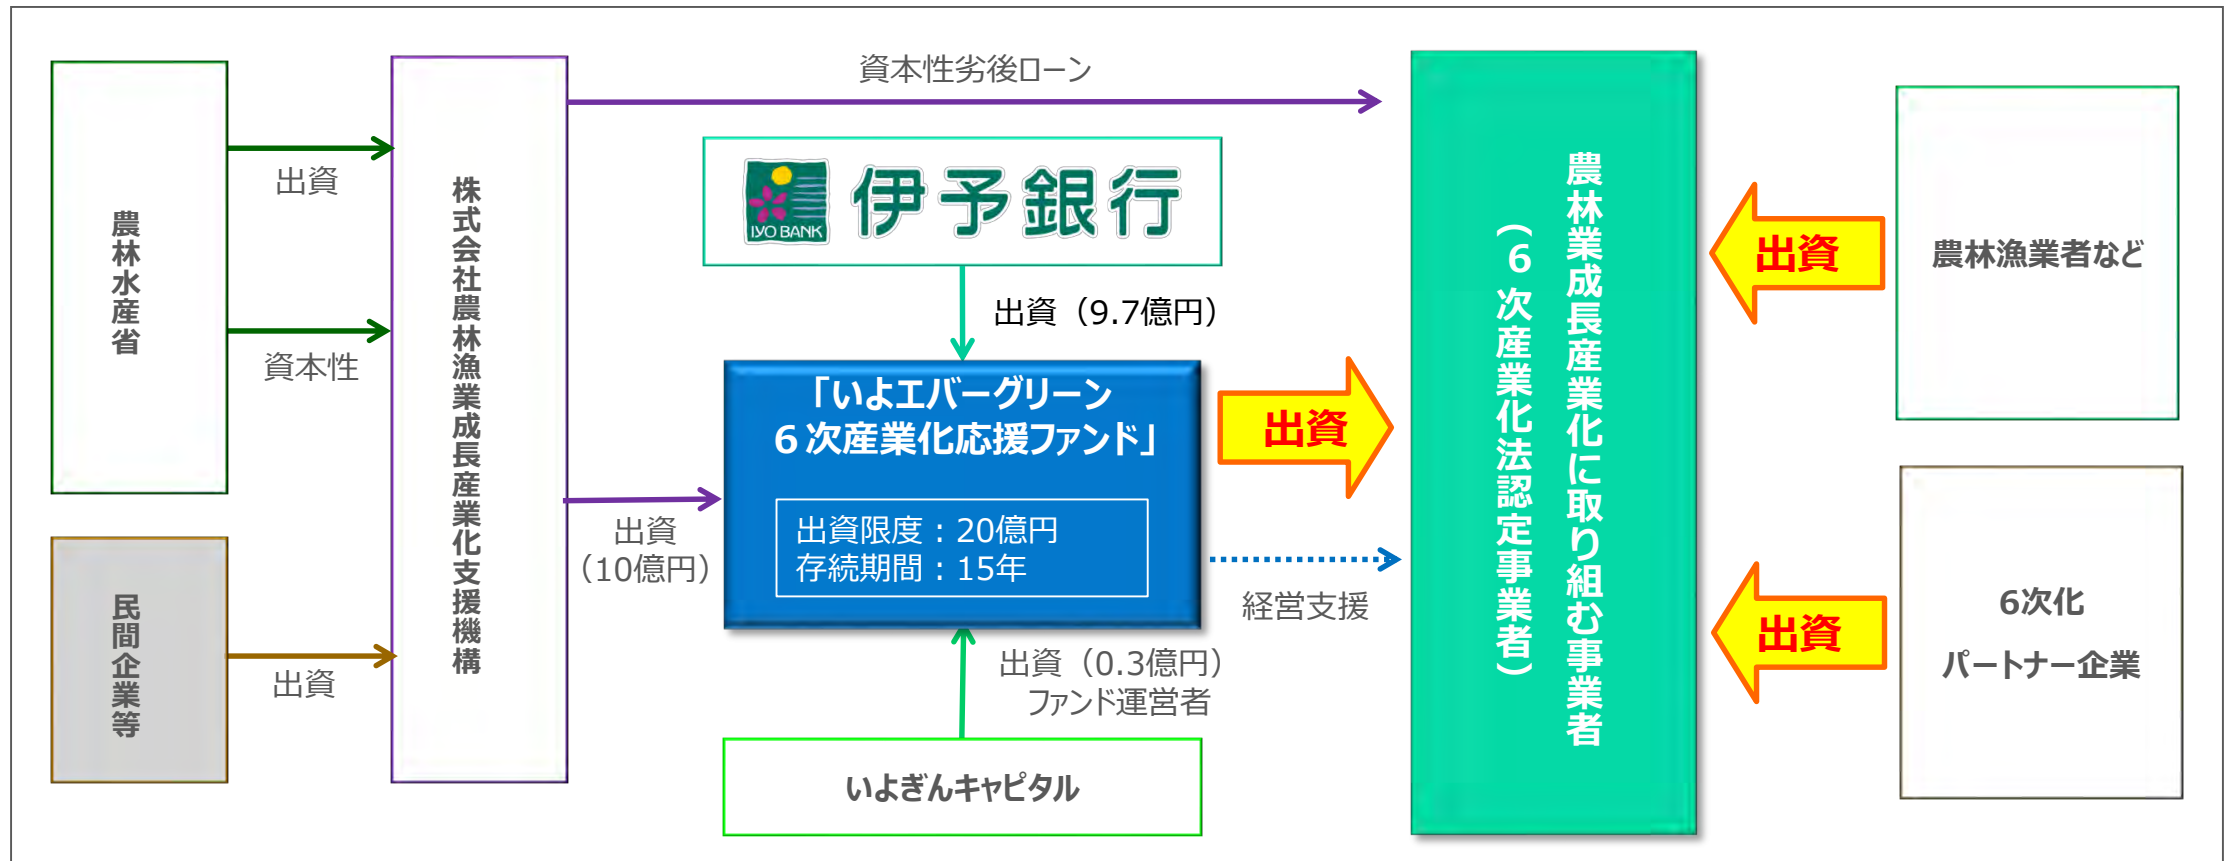 農林水産省
出資
資本性
民間企業等
出資
株式会社農林漁業成長産業化支援機構
資本性劣後ローン
IYO BANK
伊予銀行
出資（9.7億円）
「いよエバーグリーン
６次産業化応援ファンド」
出資限度：20億円
存続期間：15年
出資
（10億円）
出資（0.3億円）
ファンド運営者
いよぎんキャピタル
出資
経営支援
農林業成長産業化に取り組む事業者
（６次産業化法認定事業者）
出資
農林漁業者など
出資
6次化
パートナー企業